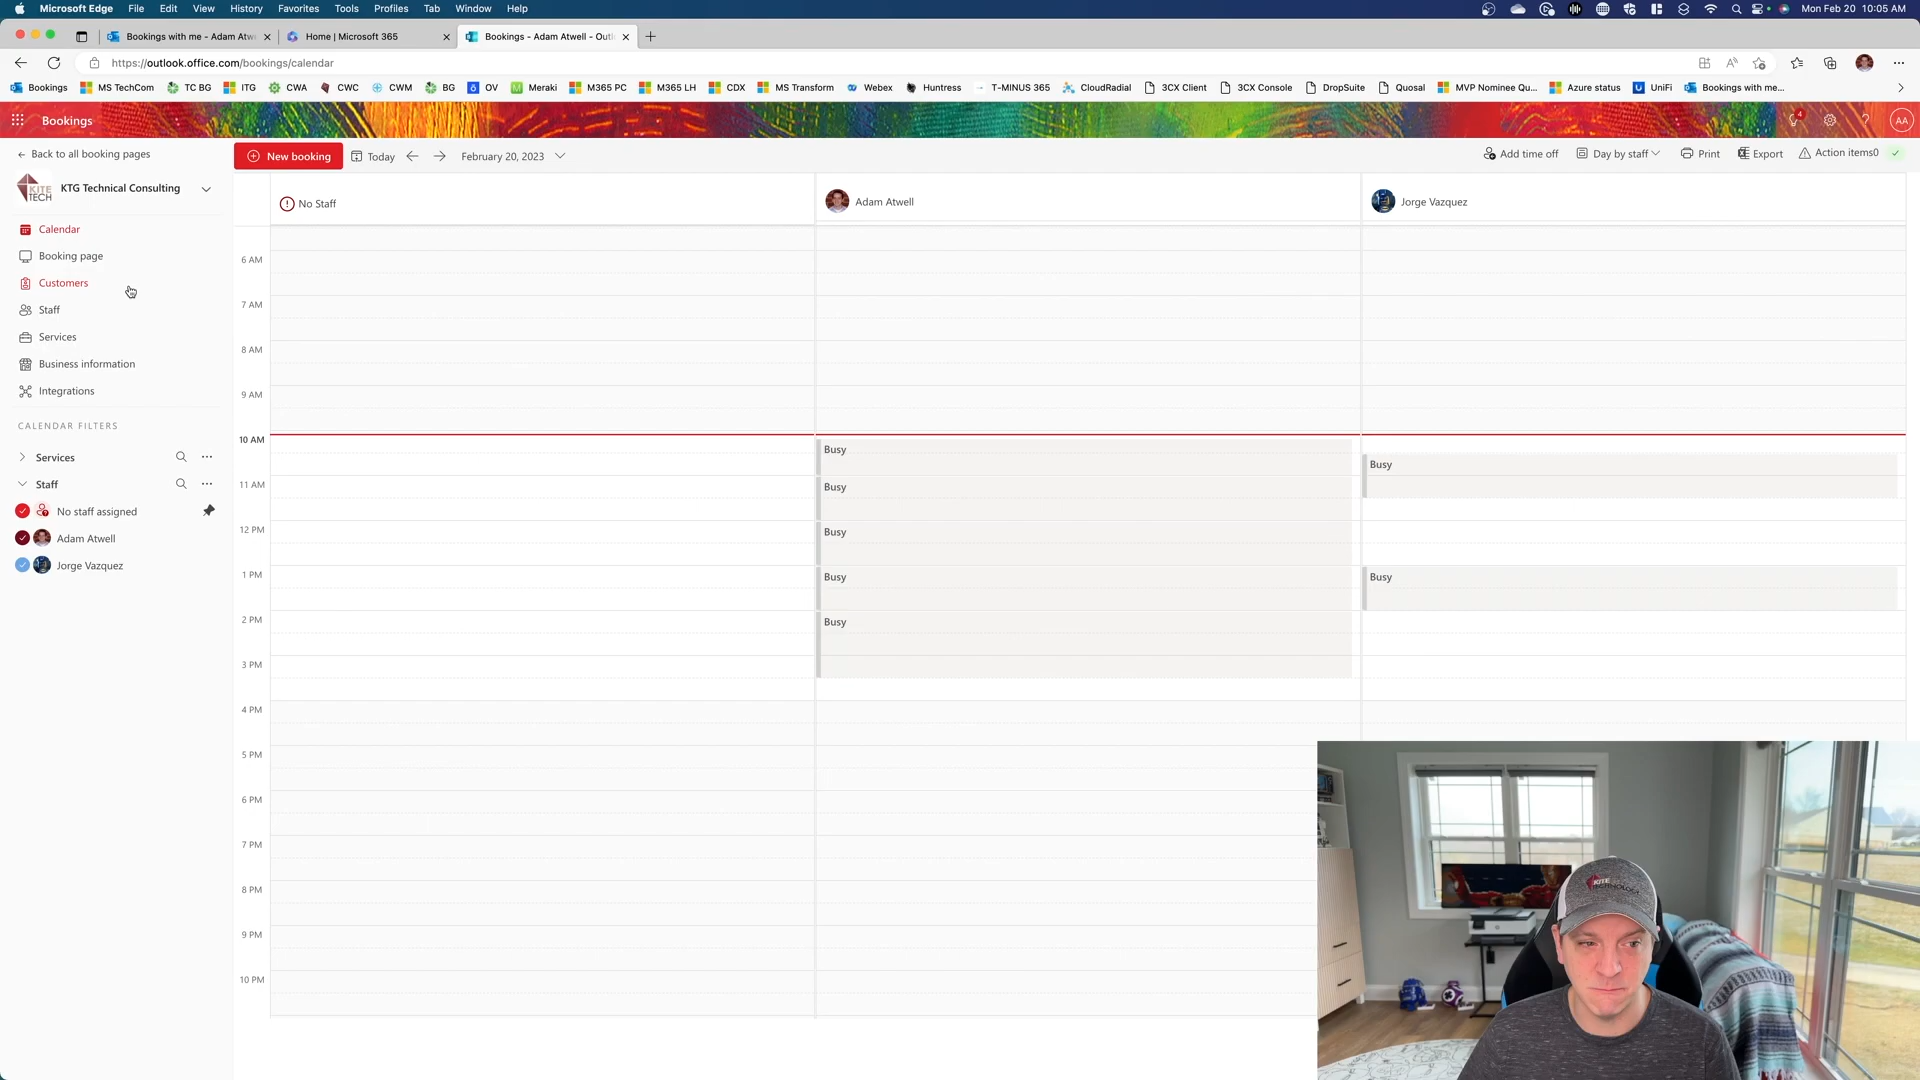 Microsoft Edge File Edit View History Favorites Tools Profiles Tab Window Help
Mon Feb 20 10:05 AM
Bookings with me - Adam Atw
Home | Microsoft 365
Bookings - Adam Atwell - Outl
https://outlook.office.com/bookings/calendar
Bookings MS TechCom TC BG ITG CWA CWC CWM BG OV Meraki M365 PC M365 LH CDX MS Transform Webex Huntress T-MINUS 365 CloudRadial 3CX Client 3CX Console DropSuite Quosal MVP Nominee Qu... Azure status UniFi Bookings with me...
Bookings
4
AA
Back to all booking pages
New booking
Today
February 20, 2023
Add time off
Day by staff
Print
Export
Action items0
KITE
TECH
KTG Technical Consulting
No Staff
Adam Atwell
Jorge Vazquez
Calendar
Booking page
Customers
Staff
Services
Business information
Integrations
CALENDAR FILTERS
Services
Staff
No staff assigned
Adam Atwell
Jorge Vazquez
6 AM
7 AM
8 AM
9 AM
10 AM
11 AM
12 PM
1 PM
2 PM
3 PM
4 PM
5 PM
6 PM
7 PM
8 PM
9 PM
10 PM
Busy
Busy
Busy
Busy
Busy
Busy
Busy
KITE
TECHNOLOGY